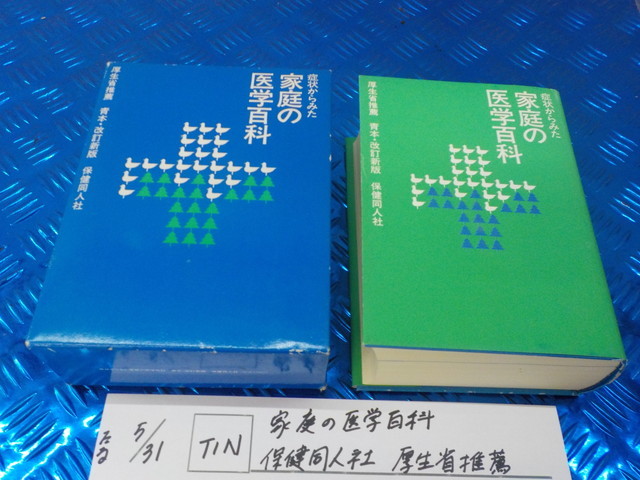 症状からみた
家庭の
医学百科
厚生省推薦 青本・改訂新版 保健同人社
症状からみた
家庭の
医学百科
厚生省推薦 青本・改訂新版 保健同人社
5/31
TIN
家庭の医学百科
保健同人社 厚生省推薦